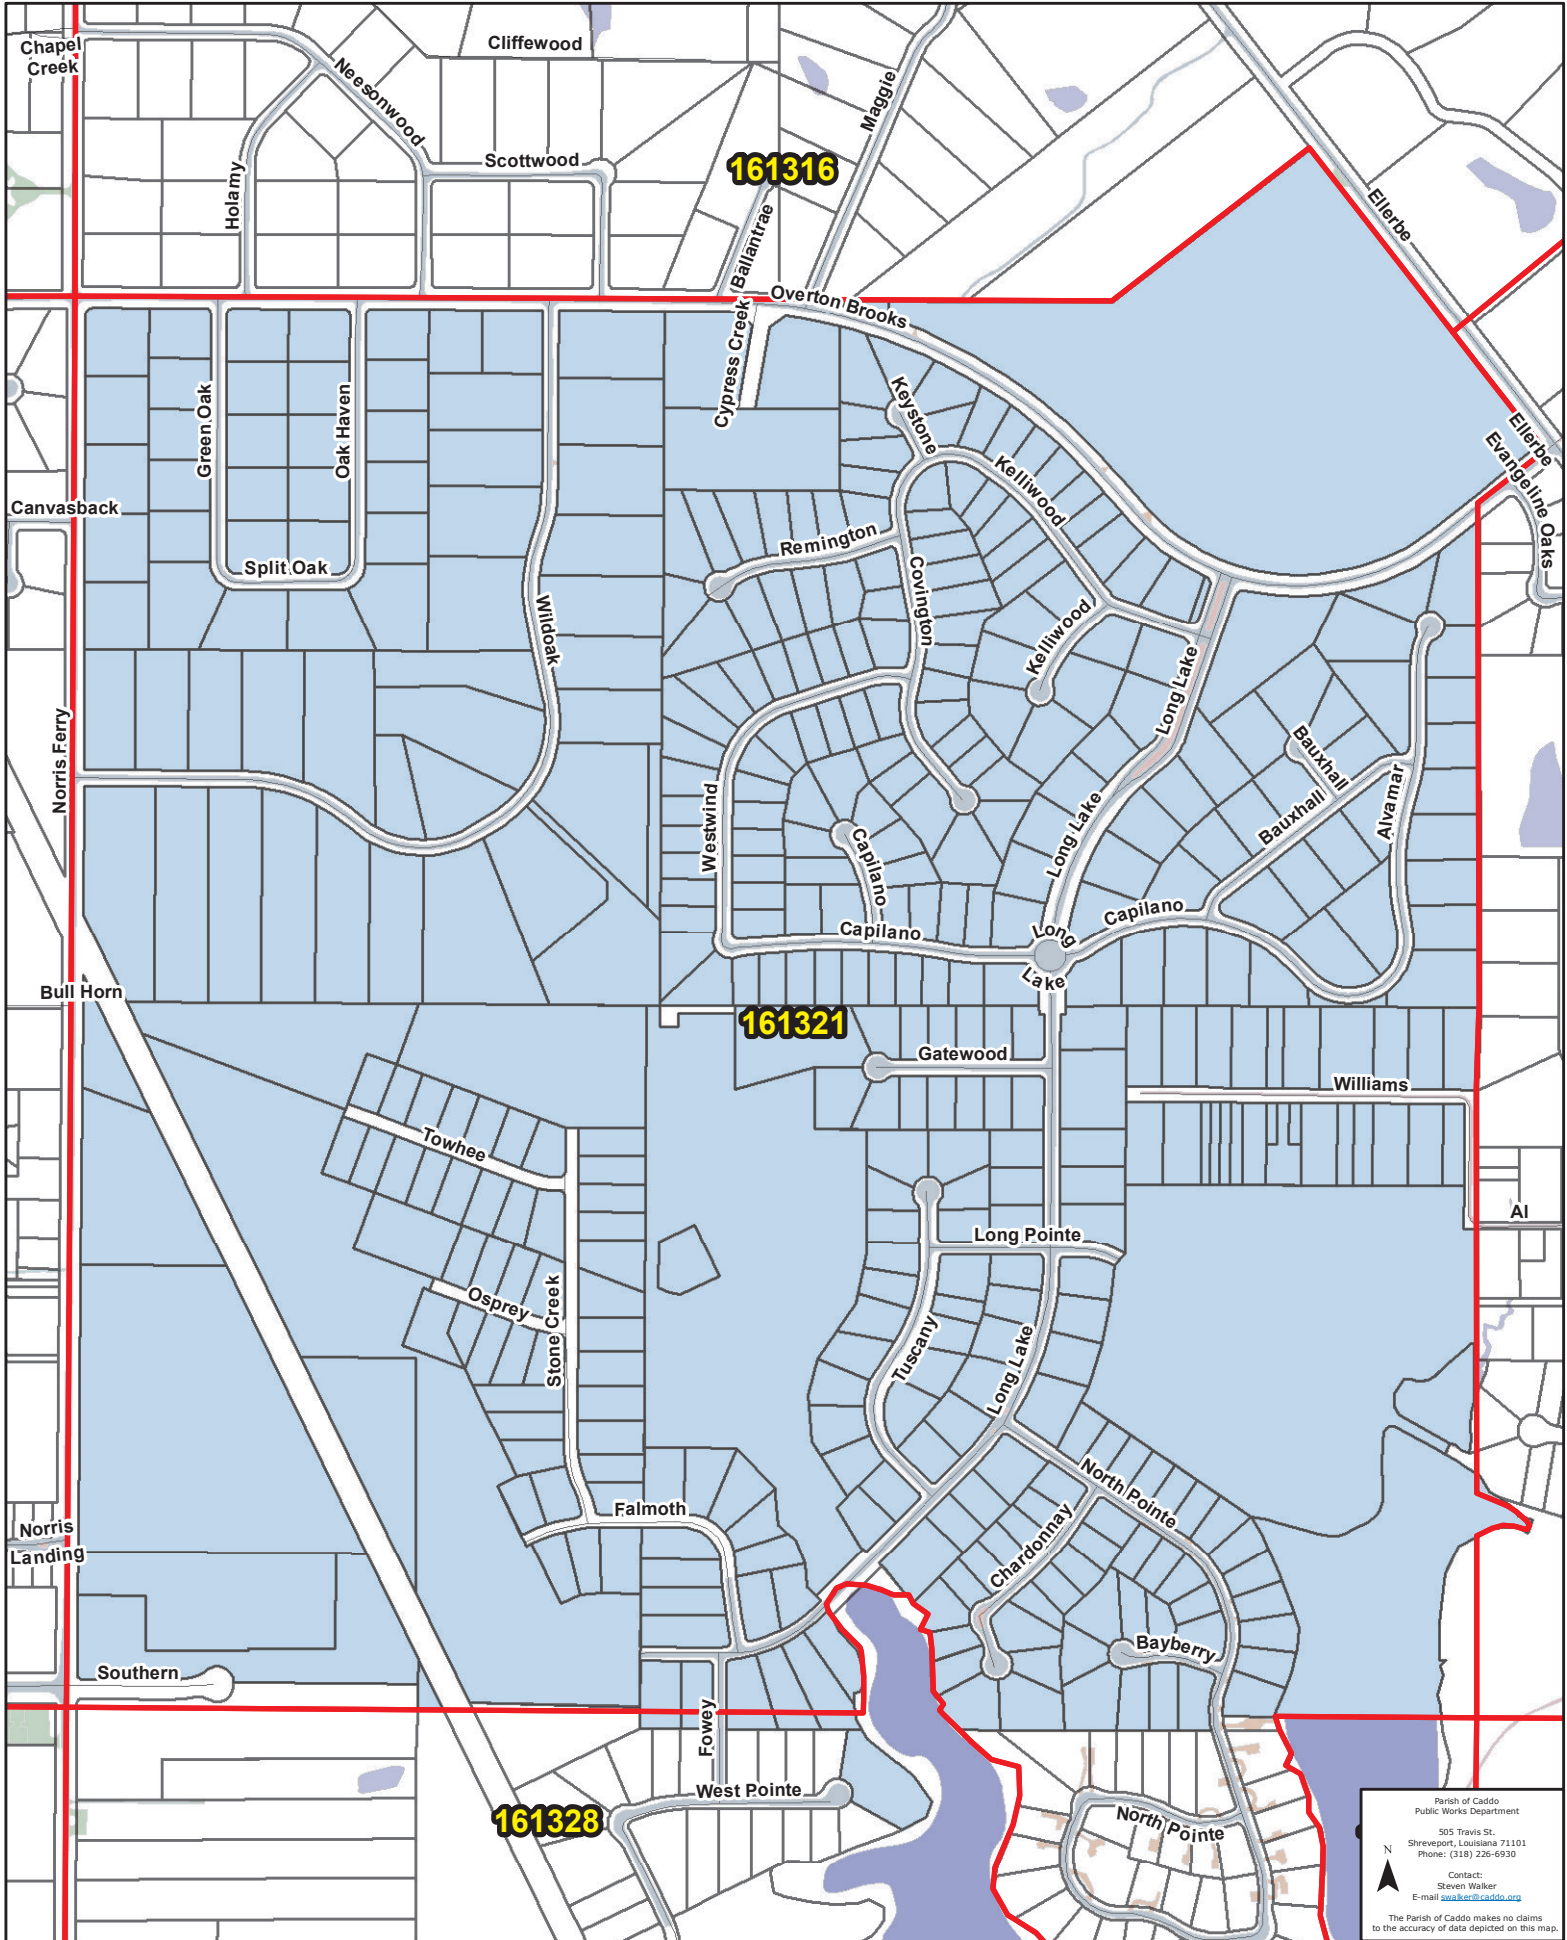 Chapel
Creek
Cliffewood
Neesonwood
Maggie
Scottwood
161316
Holamy
Ballantrae
Ellerbe
Overton Brooks
Cypress Creek
Keystone
Green Oak
Oak Haven
Ellerbe
Evangeline Oaks
Kelliwood
Canvasback
Remington
Split Oak
Covington
Wildoak
Kelliwood
Long Lake
Norris Ferry
Bauxhall
Westwind
Long Lake
Bauxhall
Alvamar
Capilano
Capilano
Capilano
Long
Lake
Bull Horn
161321
Gatewood
Williams
Towhee
Al
Long Pointe
Osprey
Stone Creek
Tuscany
Long Lake
North Pointe
Falmoth
Chardonnay
Norris
Landing
Bayberry
Southern
Fowey
West Pointe
161328
North Pointe
Parish of Caddo
Public Works Department
505 Travis St.
Shreveport, Louisiana 71101
Phone: (318) 226-6930
N
Contact:
Steven Walker
E-mail swalker@caddo.org
The Parish of Caddo makes no claims
to the accuracy of data depicted on this map.